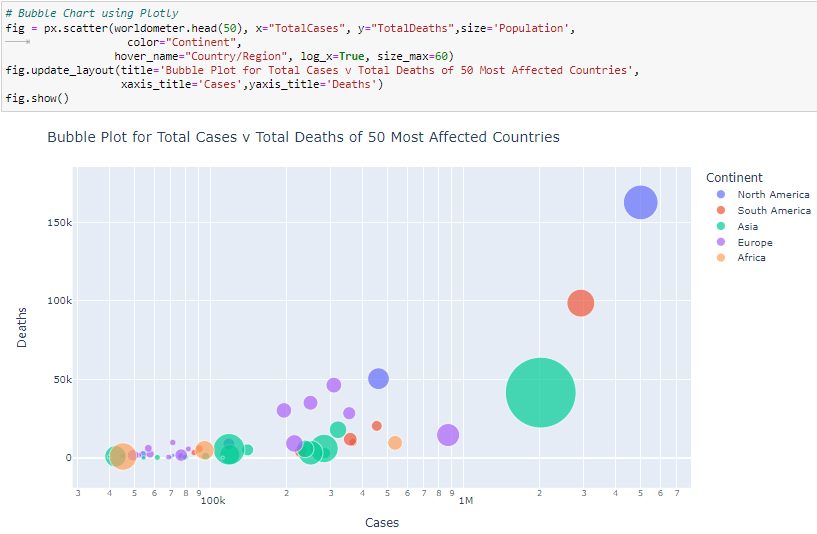 # Bubble Chart using Plotly
fig = px.scatter(worldometer.head(50), x="TotalCases", y="TotalDeaths",size='Population',
color="Continent",
hover_name="Country/Region", log_x=True, size_max=60)
fig.update_layout(title='Bubble Plot for Total Cases v Total Deaths of 50 Most Affected Countries',
xaxis_title='Cases',yaxis_title='Deaths')
fig.show()
Bubble Plot for Total Cases v Total Deaths of 50 Most Affected Countries
Continent
North America
South America
Asia
Europe
Africa
Deaths
150k
100k
50k
0
3 4 5 6 7 8 9 100k 2 3 4 5 6 7 8 9 1M 2 3 4 5 6 7
Cases